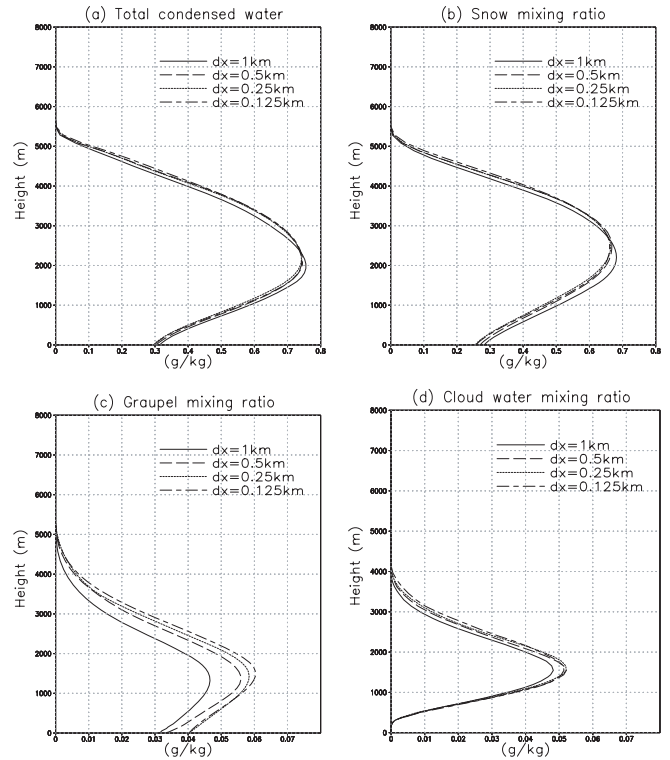 (a) Total condensed water
8000
7000
6000
5000
4000
3000
2000
1000
0
Height (m)
dx=1km
dx=0.5km
dx=0.25km
dx=0.125km
0 0.1 0.2 0.3 0.4 0.5 0.6 0.7 0.8
(g/kg)
(b) Snow mixing ratio
8000
7000
6000
5000
4000
3000
2000
1000
0
Height (m)
dx=1km
dx=0.5km
dx=0.25km
dx=0.125km
0 0.1 0.2 0.3 0.4 0.5 0.6 0.7 0.8
(g/kg)
(c) Graupel mixing ratio
8000
7000
6000
5000
4000
3000
2000
1000
0
Height (m)
dx=1km
dx=0.5km
dx=0.25km
dx=0.125km
0 0.01 0.02 0.03 0.04 0.05 0.06 0.07
(g/kg)
(d) Cloud water mixing ratio
8000
7000
6000
5000
4000
3000
2000
1000
0
Height (m)
dx=1km
dx=0.5km
dx=0.25km
dx=0.125km
0 0.01 0.02 0.03 0.04 0.05 0.06 0.07
(g/kg)